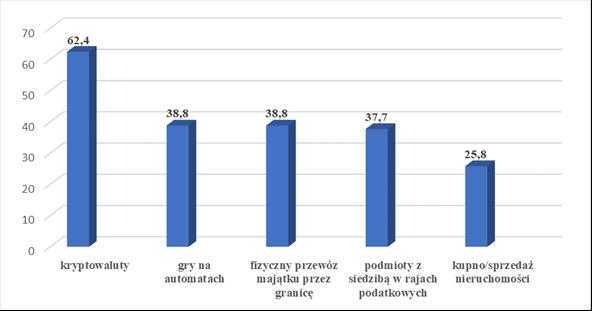 70
60
50
40
30
20
10
0
62,4
38,8
38,8
37,7
25,8
kryptowaluty
gry na
automatach
fizyczny przewóz
majątku przez
granicę
podmioty z
siedzibą w rajach
podatkowych
kupno/sprzedaż
nieruchomości